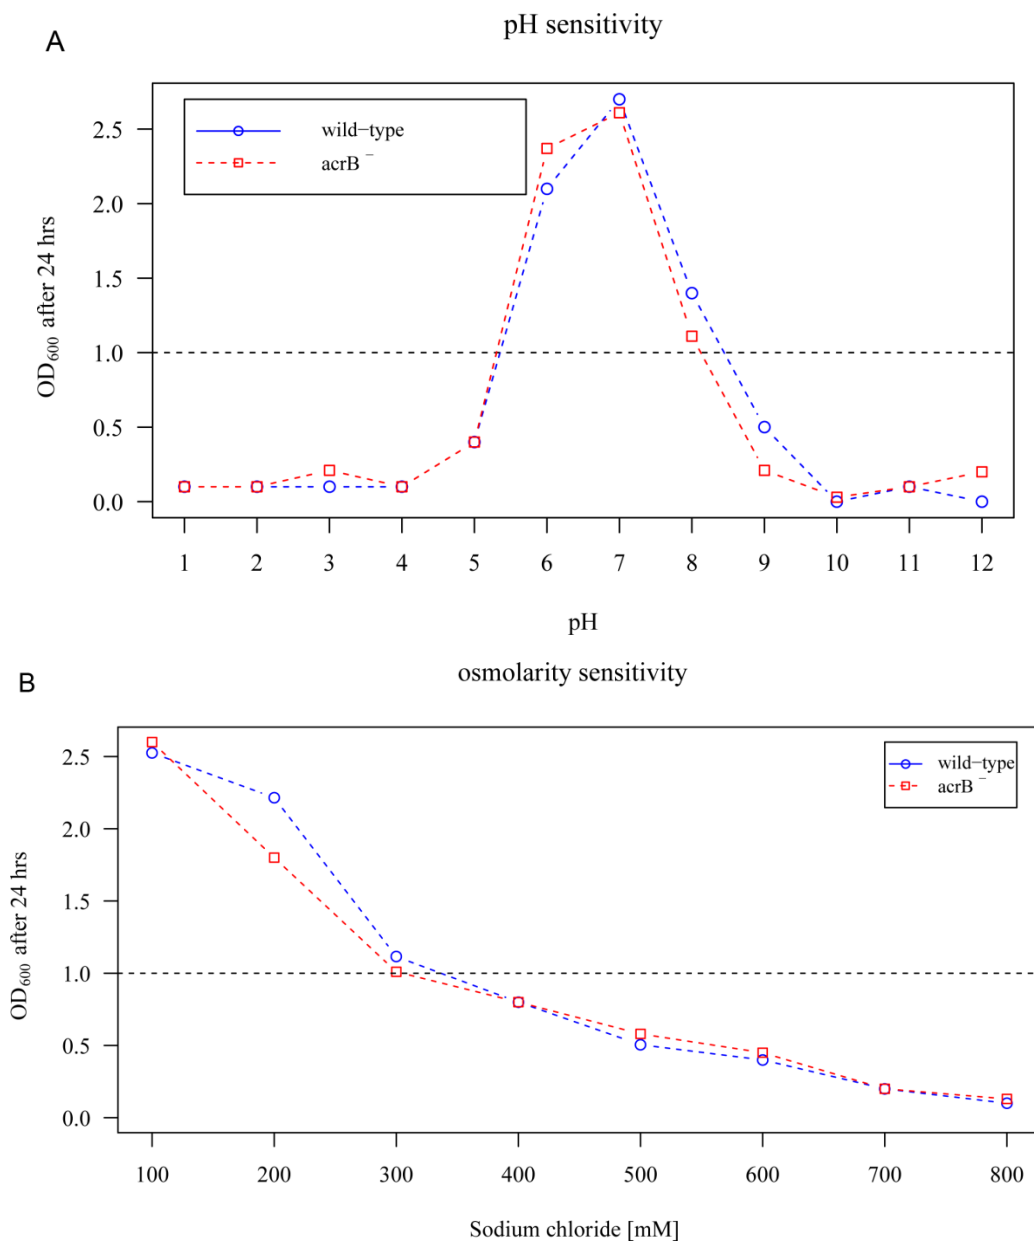 A
pH sensitivity
wild−type
acrB −
OD600 after 24 hrs
2.5
2.0
1.5
1.0
0.5
0.0
1 2 3 4 5 6 7 8 9 10 11 12
pH
B
osmolarity sensitivity
wild−type
acrB −
OD600 after 24 hrs
2.5
2.0
1.5
1.0
0.5
0.0
100 200 300 400 500 600 700 800
Sodium chloride [mM]